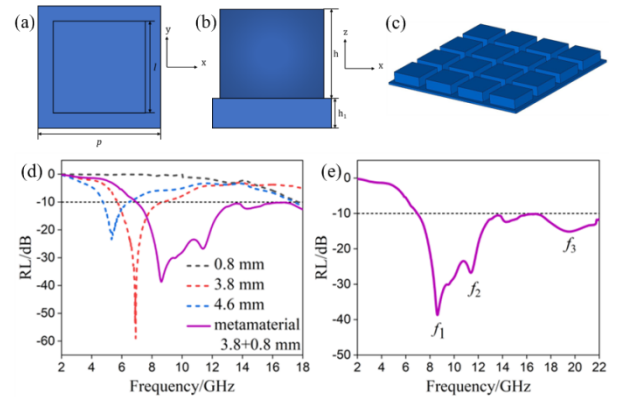 (a)
y
x
l
p
(b)
h
h₁
z
x
(c)
(d)
0
-10
-20
-30
-40
-50
-60
RL/dB
0.8 mm
3.8 mm
4.6 mm
metamaterial
3.8+0.8 mm
2 4 6 8 10 12 14 16 18
Frequency/GHz
(e)
0
-10
-20
-30
-40
-50
RL/dB
f₁
f₂
f₃
2 4 6 8 10 12 14 16 18 20 22
Frequency/GHz